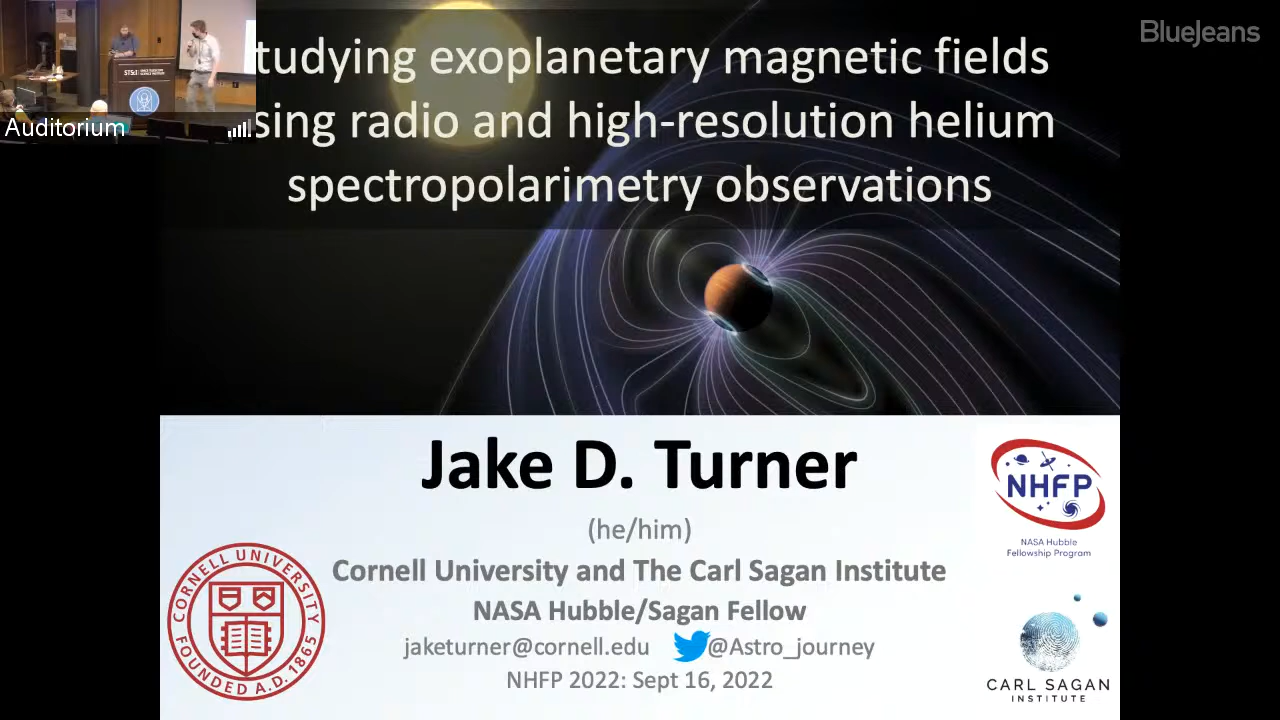 BlueJeans
tudying exoplanetary magnetic fields
sing radio and high-resolution helium
spectropolarimetry observations
Auditorium
STScI
Jake D. Turner
(he/him)
Cornell University and The Carl Sagan Institute
NASA Hubble/Sagan Fellow
jaketurner@cornell.edu @Astro_journey
NHFP 2022: Sept 16, 2022
CORNELL UNIVERSITY
FOUNDED A.D. 1865
NHFP
NASA Hubble
Fellowship Program
CARL SAGAN
INSTITUTE